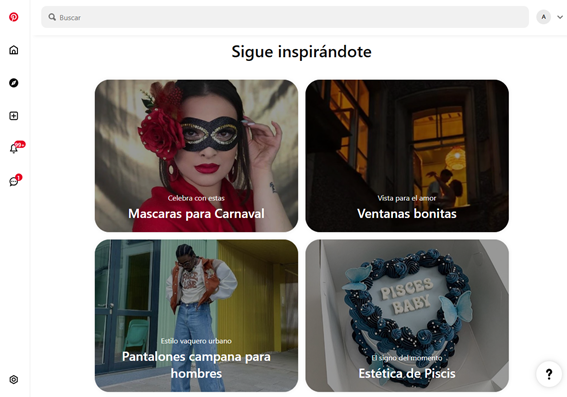 Buscar
A
Sigue inspirándote
99+
1
Celebra con estas
Mascaras para Carnaval
Vista para el amor
Ventanas bonitas
Estilo vaquero urbano
Pantalones campana para
hombres
PISCES
BABY
El signo del momento
Estética de Piscis
?